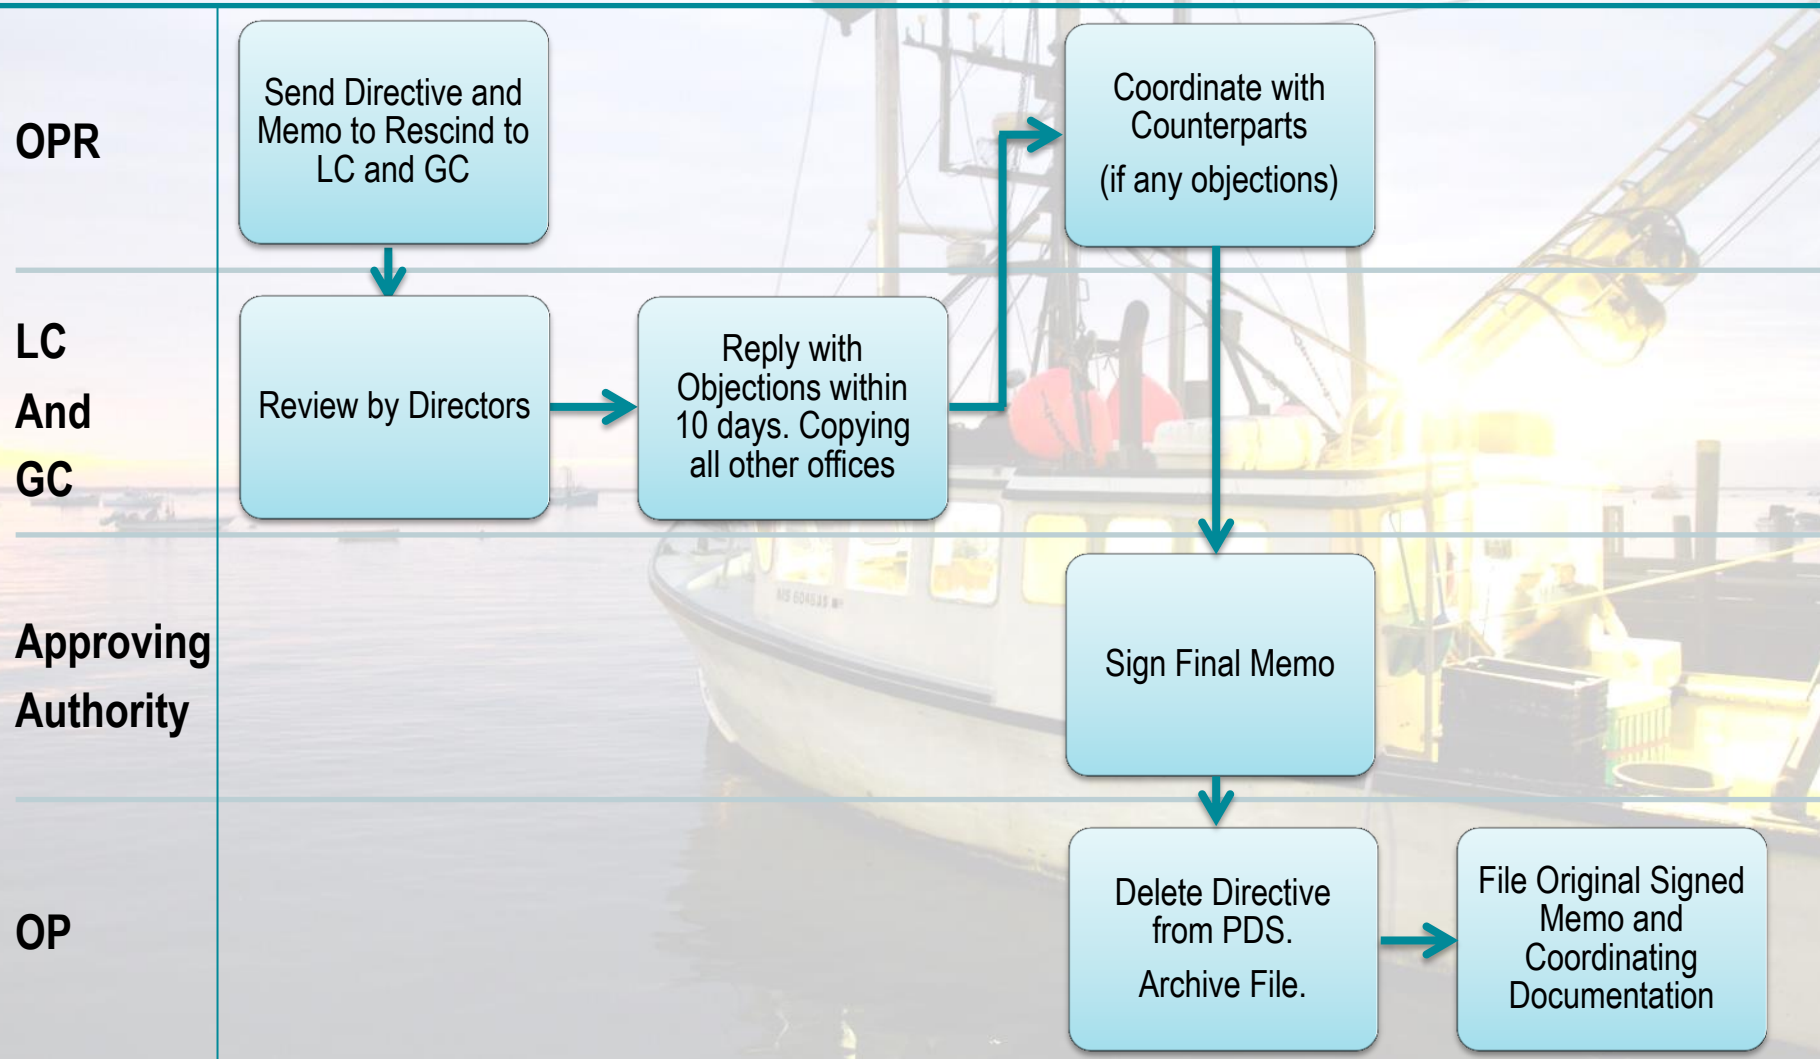 OPR
Send Directive and
Memo to Rescind to
LC and GC
Coordinate with
Counterparts
(if any objections)
LC
And
GC
Review by Directors
Reply with
Objections within
10 days. Copying
all other offices
Approving
Authority
Sign Final Memo
OP
Delete Directive
from PDS.
Archive File.
File Original Signed
Memo and
Coordinating
Documentation